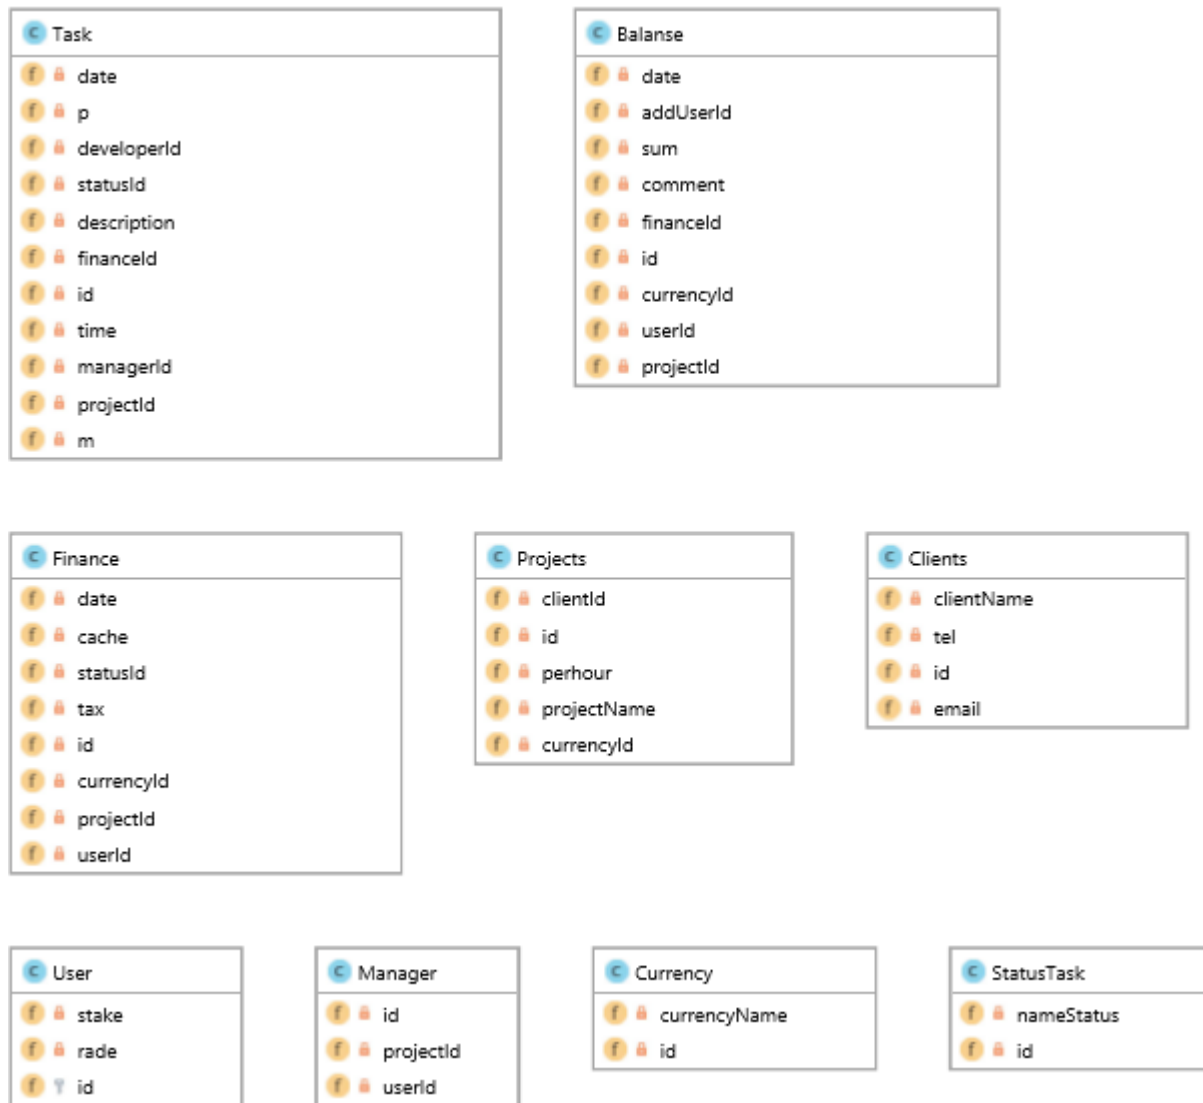 C Task
f date
f p
f developerId
f statusId
f description
f financeId
f id
f time
f managerId
f projectId
f m
C Balanse
f date
f addUserId
f sum
f comment
f financeId
f id
f currencyId
f userId
f projectId
C Finance
f date
f cache
f statusId
f tax
f id
f currencyId
f projectId
f userId
C Projects
f clientId
f id
f perhour
f projectName
f currencyId
C Clients
f clientName
f tel
f id
f email
C User
f stake
f rade
f id
C Manager
f id
f projectId
f userId
C Currency
f currencyName
f id
C StatusTask
f nameStatus
f id